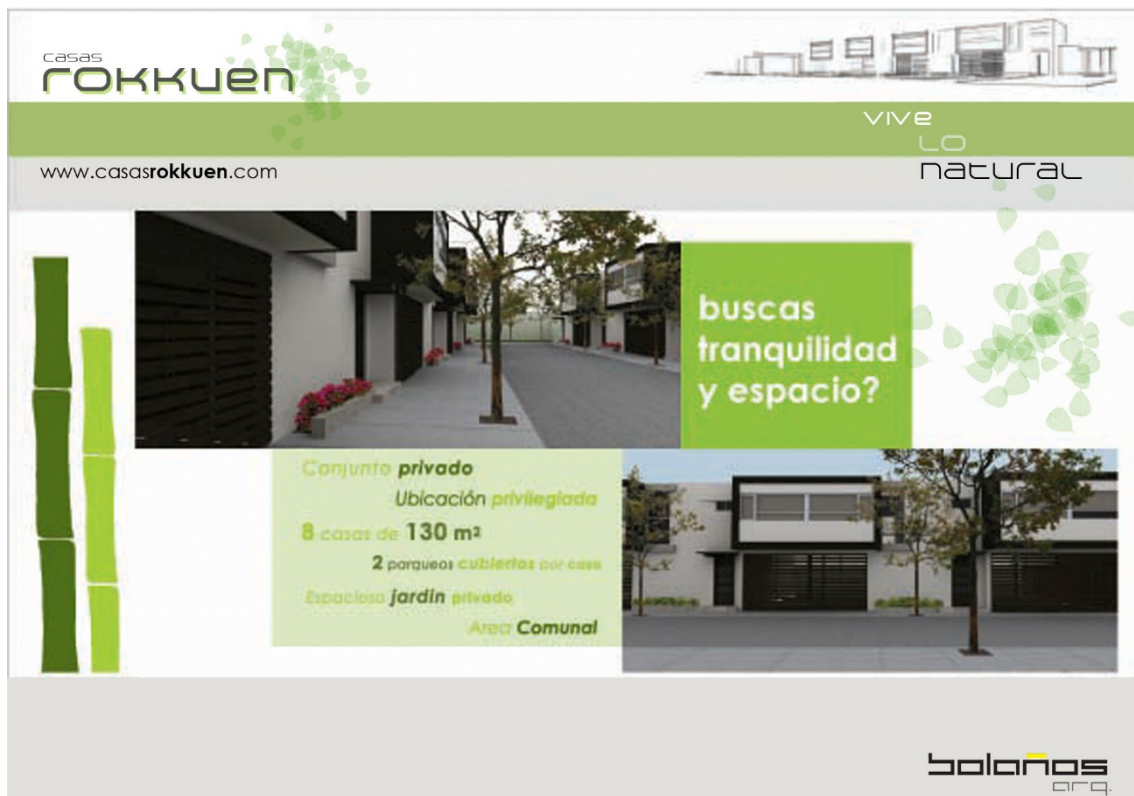 casas
rokkuen
vive
lo
natural
www.casasrokkuen.com
buscas
tranquilidad
y espacio?
Conjunto privado
Ubicación privilegiada
8 casas de 130 m²
2 parqueos cubiertos por casa
Espacioso jardin privado
Area Comunal
bolaños
arq.